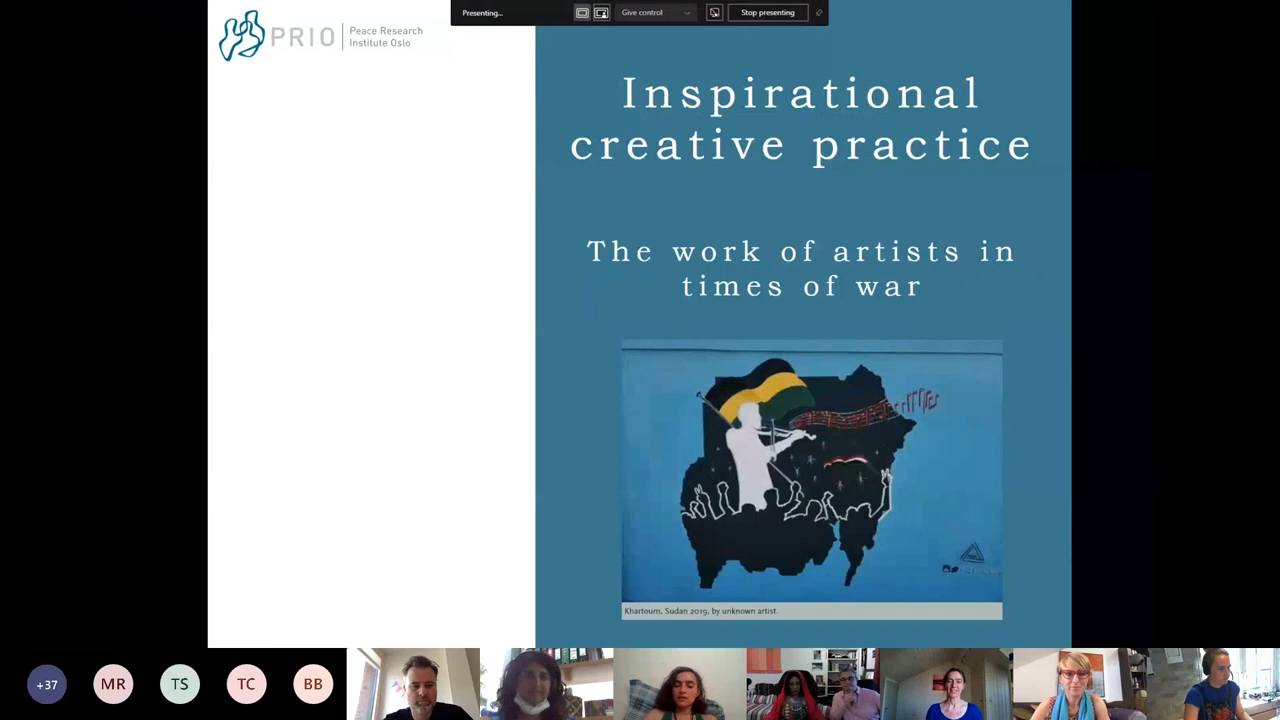 Presenting...
Give control
Stop presenting
PRIO
Peace Research
Institute Oslo
Inspirational
creative practice
The work of artists in
times of war
Khartoum, Sudan 2019, by unknown artist.
+37
MR
TS
TC
BB